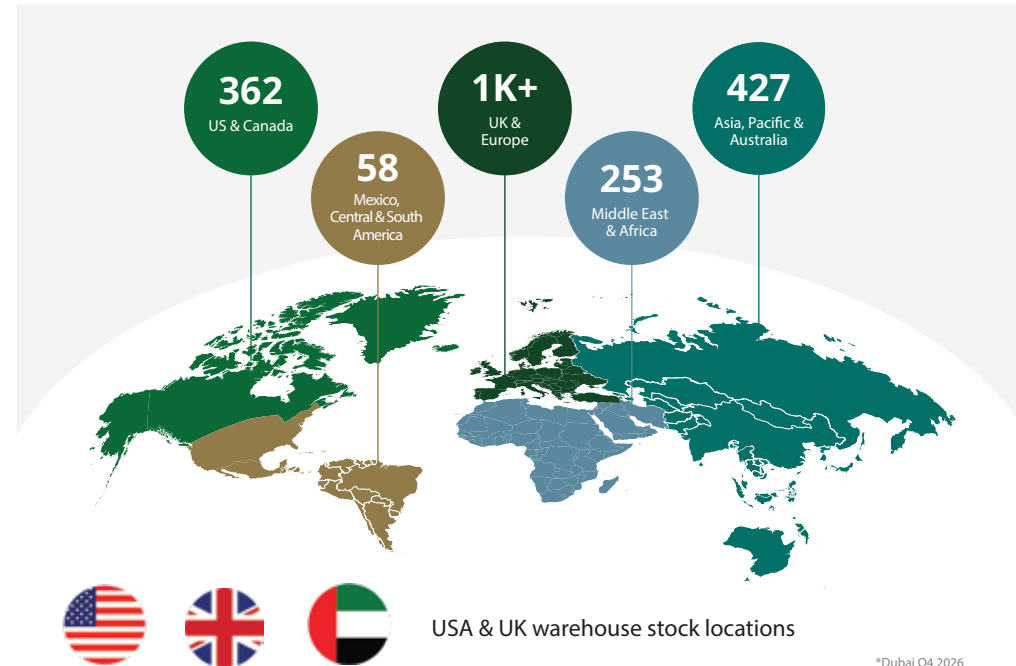 362
US & Canada
58
Mexico,
Central & South
America
1K+
UK &
Europe
253
Middle East
& Africa
427
Asia, Pacific &
Australia
USA & UK warehouse stock locations
*Dubai Q4 2026